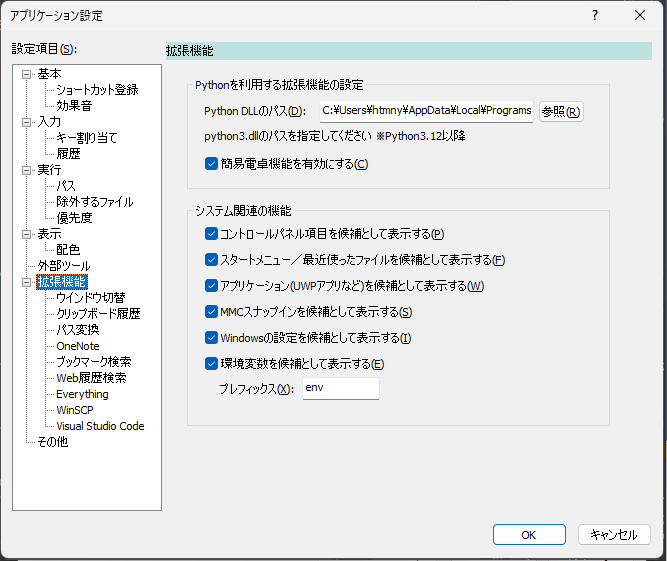 アプリケーション設定
設定項目(S):
基本
ショートカット登録
効果音
入力
キー割り当て
履歴
実行
パス
除外するファイル
優先度
表示
配色
外部ツール
拡張機能
ウインドウ切替
クリップボード履歴
パス変換
OneNote
ブックマーク検索
Web履歴検索
Everything
WinSCP
Visual Studio Code
その他
拡張機能
Pythonを利用する拡張機能の設定
Python DLLのパス(D): C:¥Users¥htmny¥AppData¥Local¥Programs 参照(R)
python3.dllのパスを指定してください ※Python3.12以降
簡易電卓機能を有効にする(C)
システム関連の機能
コントロールパネル項目を候補として表示する(P)
スタートメニュー／最近使ったファイルを候補として表示する(F)
アプリケーション(UWPアプリなど)を候補として表示する(W)
MMCスナップインを候補として表示する(S)
Windowsの設定を候補として表示する(I)
環境変数を候補として表示する(E)
プレフィックス(X): env
OK キャンセル